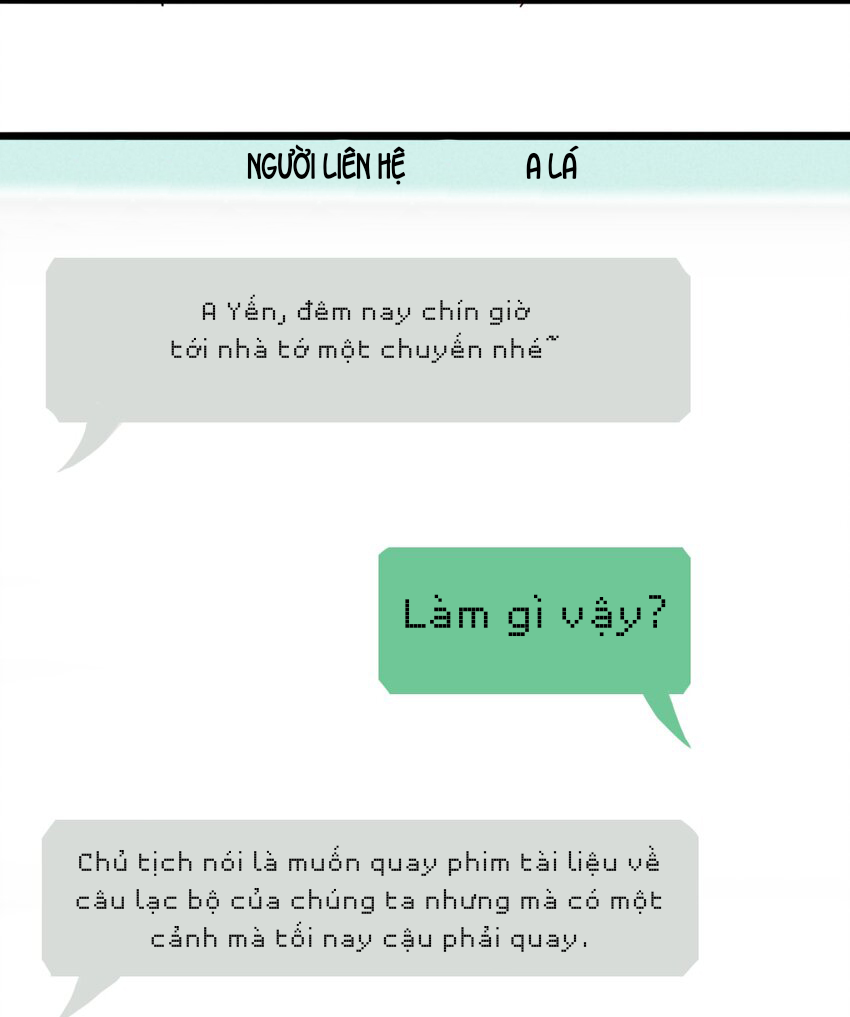 NGƯỜI LIÊN HỆ A LÁ
A Yến, đêm nay chín giờ
tới nhà tớ một chuyến nhé~
Làm gì vậy?
Chủ tịch nói là muốn quay phim tài liệu về
câu lạc bộ của chúng ta nhưng mà có một
cảnh mà tối nay cậu phải quay.